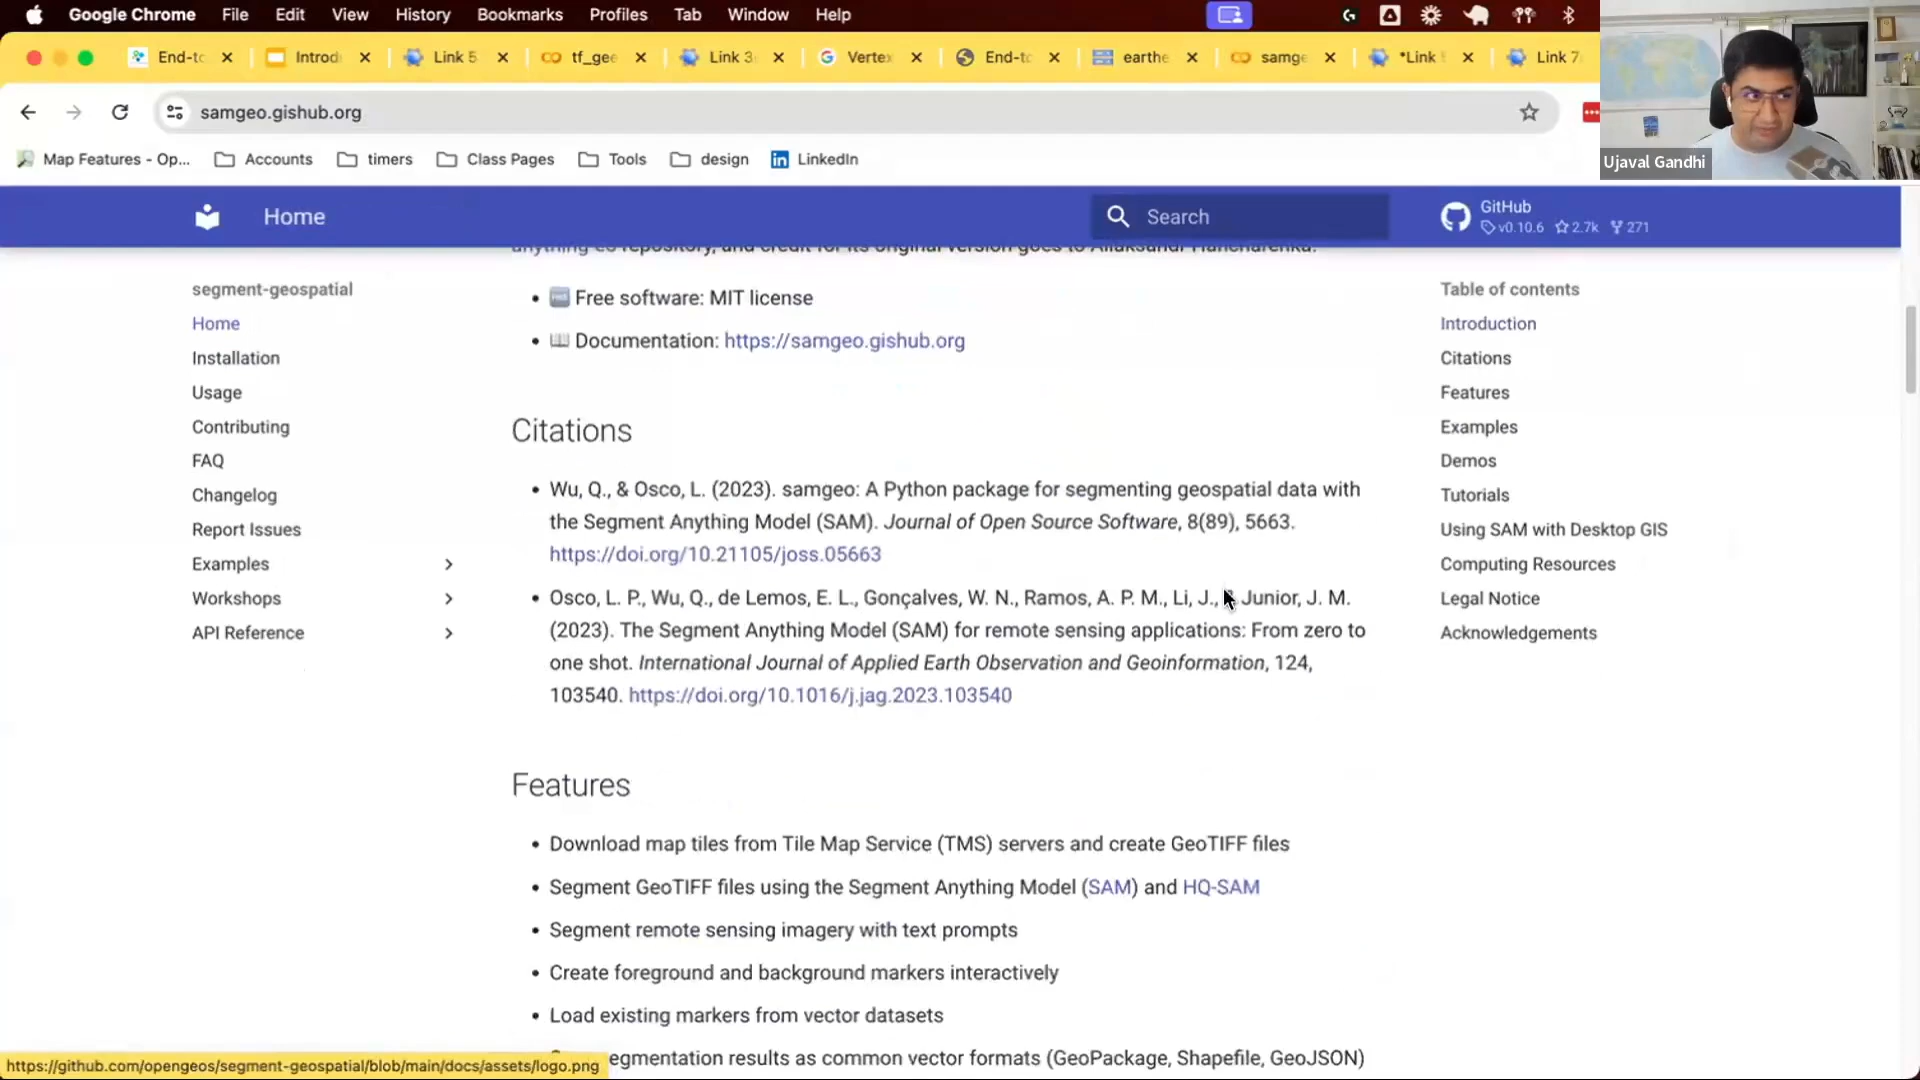 Google Chrome File Edit View History Bookmarks Profiles Tab Window Help
End-to Introd Link 5 tf_gee Link 3 Vertex End-to earthe samge *Link Link 7
samgeo.gishub.org
Map Features - Op... Accounts timers Class Pages Tools design LinkedIn
Ujaval Gandhi
Home Search GitHub
v0.10.6 2.7k 271
repository, and credit for its original version goes to
segment-geospatial
Home
Installation
Usage
Contributing
FAQ
Changelog
Report Issues
Examples
Workshops
API Reference
Free software: MIT license
Documentation: https://samgeo.gishub.org
Citations
Wu, Q., & Osco, L. (2023). samgeo: A Python package for segmenting geospatial data with
the Segment Anything Model (SAM). Journal of Open Source Software, 8(89), 5663.
https://doi.org/10.21105/joss.05663
Osco, L. P., Wu, Q., de Lemos, E. L., Gonçalves, W. N., Ramos, A. P. M., Li, J., Junior, J. M.
(2023). The Segment Anything Model (SAM) for remote sensing applications: From zero to
one shot. International Journal of Applied Earth Observation and Geoinformation, 124,
103540. https://doi.org/10.1016/j.jag.2023.103540
Features
Download map tiles from Tile Map Service (TMS) servers and create GeoTIFF files
Segment GeoTIFF files using the Segment Anything Model (SAM) and HQ-SAM
Segment remote sensing imagery with text prompts
Create foreground and background markers interactively
Load existing markers from vector datasets
results as common vector formats (GeoPackage, Shapefile, GeoJSON)
Table of contents
Introduction
Citations
Features
Examples
Demos
Tutorials
Using SAM with Desktop GIS
Computing Resources
Legal Notice
Acknowledgements
https://github.com/opengeos/segment-geospatial/blob/main/docs/assets/logo.png